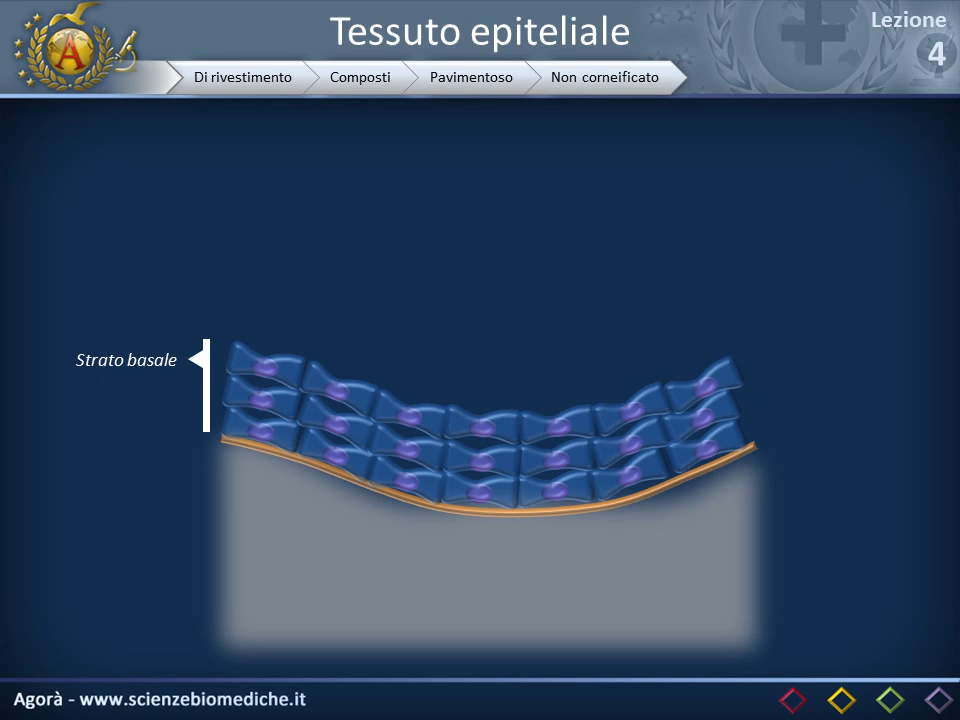 Tessuto epiteliale
Lezione
4
Di rivestimento
Composti
Pavimentoso
Non corneificato
A
Strato basale
Agorà - www.scienzebiomediche.it